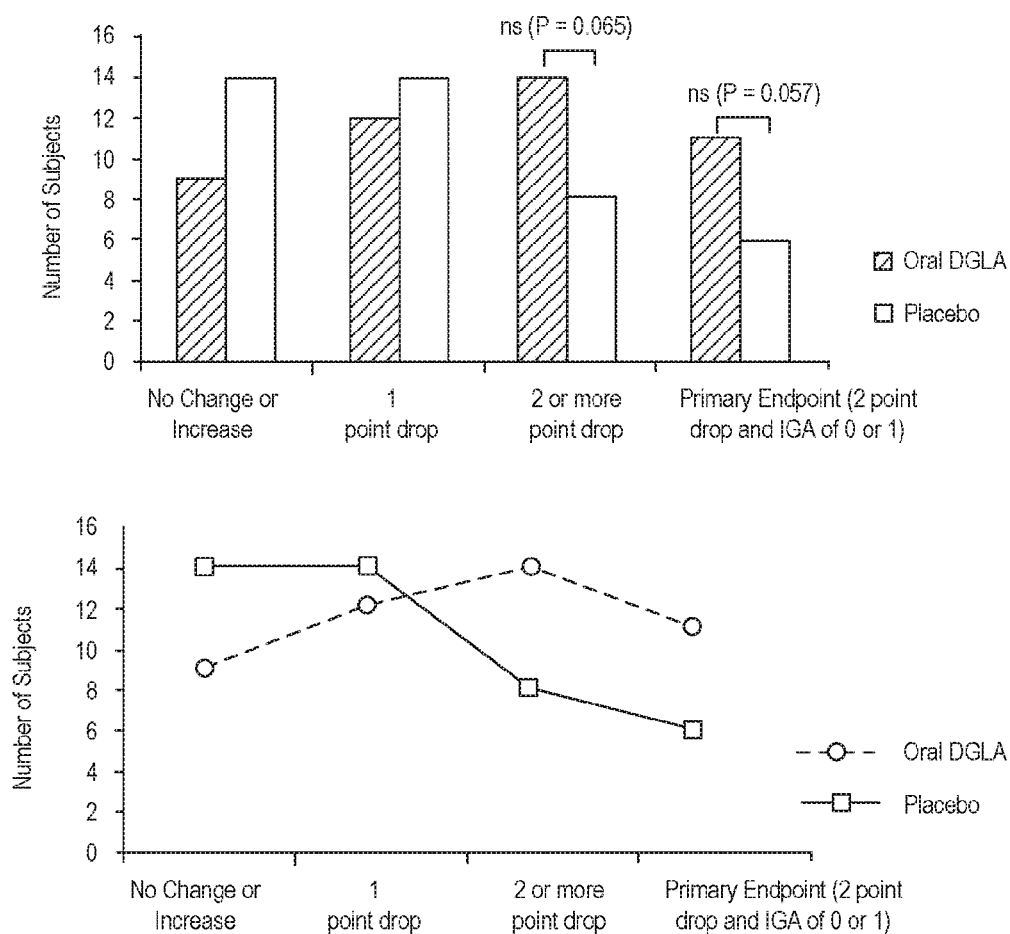 ns (P = 0.065)
ns (P = 0.057)
Number of Subjects
16
14
12
10
8
6
4
2
0
No Change or
Increase
1
point drop
2 or more
point drop
Primary Endpoint (2 point
drop and IGA of 0 or 1)
Oral DGLA
Placebo
Number of Subjects
16
14
12
10
8
6
4
2
0
No Change or
Increase
1
point drop
2 or more
point drop
Primary Endpoint (2 point
drop and IGA of 0 or 1)
Oral DGLA
Placebo